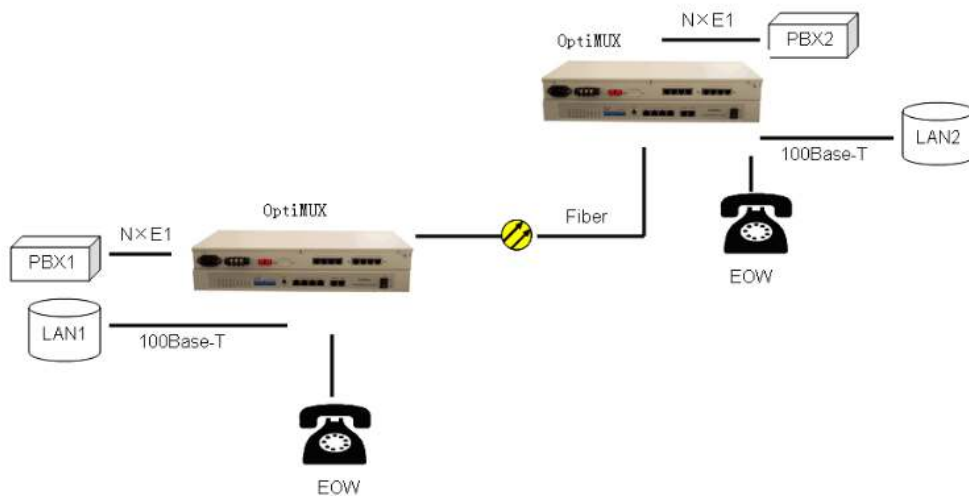 N×E1
PBX2
OptiMUX
LAN2
100Base-T
Fiber
EOW
OptiMUX
N×E1
PBX1
LAN1
100Base-T
EOW